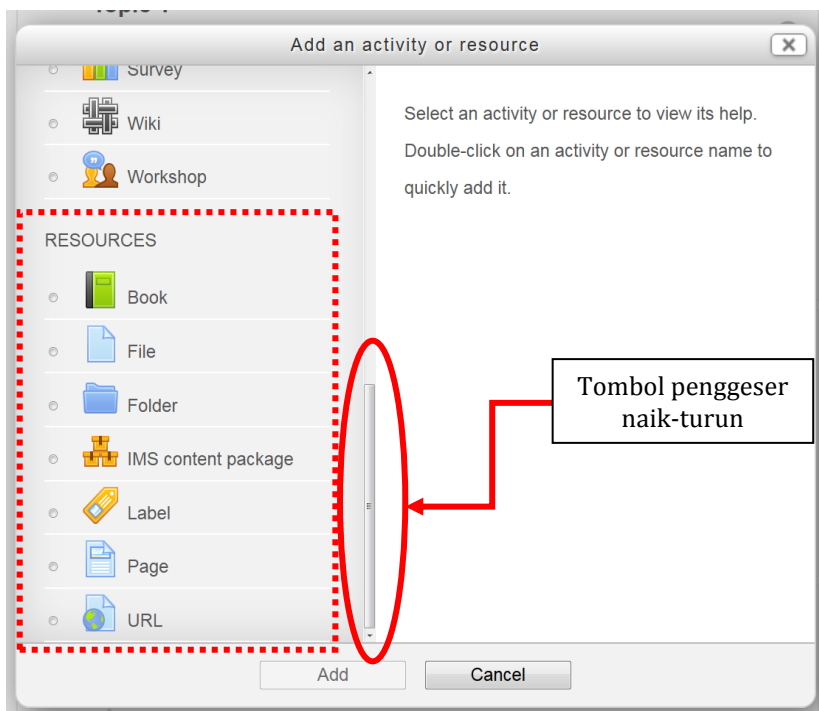 Add an activity or resource
Survey
Wiki
Workshop
RESOURCES
Book
File
Folder
IMS content package
Label
Page
URL
Select an activity or resource to view its help.
Double-click on an activity or resource name to
quickly add it.
Tombol penggeser
naik-turun
Add
Cancel